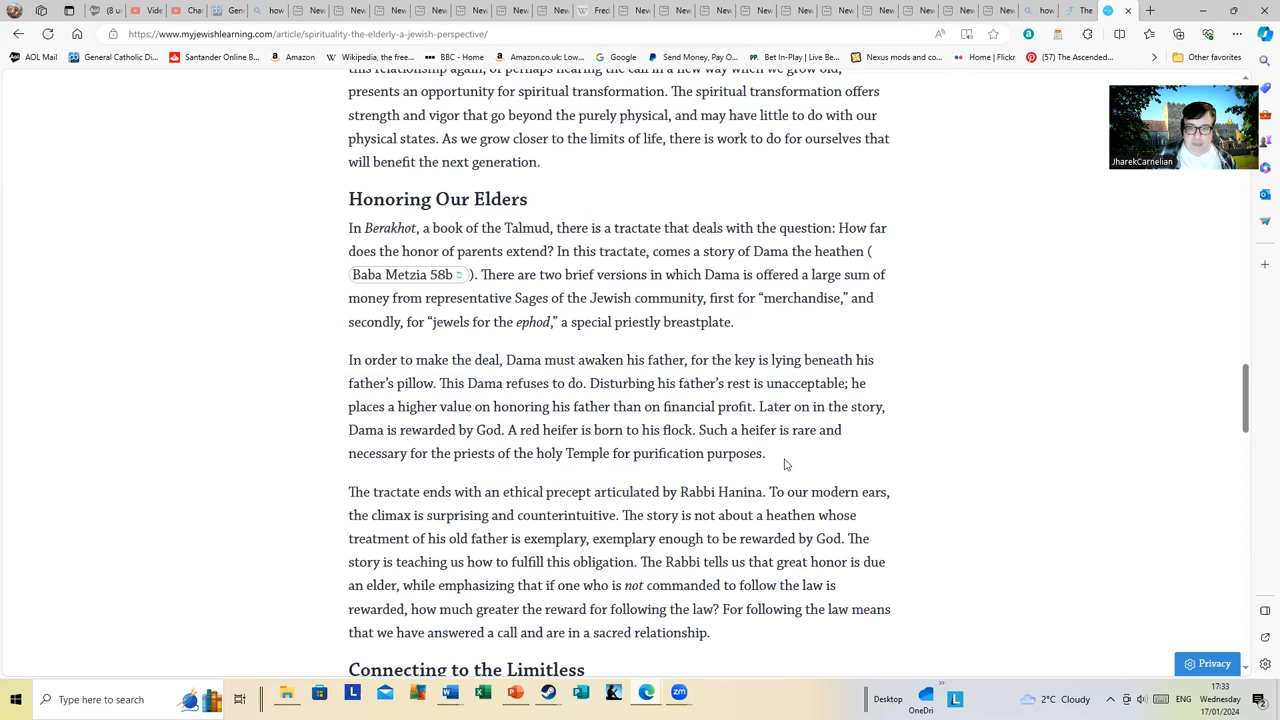 (8 u
Cha
Gen
how
Nev
Nev
Nev
Nev
Fred
Nev
Nev
Nev
Nev
how
The
https://www.myjewishlearning.com/article/spirituality-the-elderly-a-jewish-perspective/
AOL Mail
General Catholic Di...
Santander Online B...
Amazon
Wikipedia, the free...
BBC - Home
Amazon.co.uk: Low...
Google
Send Money, Pay O...
Bet In-Play | Live Be...
Nexus mods and co...
Home | Flickr
(57) (The Ascended...
Other favorites
this relationship again, or perhaps hearing the call in a new way when we grow old,
presents an opportunity for spiritual transformation. The spiritual transformation offers
strength and vigor that go beyond the purely physical, and may have little to do with our
physical states. As we grow closer to the limits of life, there is work to do for ourselves that
will benefit the next generation.
JharekCarnelian
Honoring Our Elders
In Berakhot, a book of the Talmud, there is a tractate that deals with the question: How far
does the honor of parents extend? In this tractate, comes a story of Dama the heathen (
Baba Metzia 58b ). There are two brief versions in which Dama is offered a large sum of
money from representative Sages of the Jewish community, first for “merchandise,” and
secondly, for “jewels for the ephod,” a special priestly breastplate.
In order to make the deal, Dama must awaken his father, for the key is lying beneath his
father’s pillow. This Dama refuses to do. Disturbing his father’s rest is unacceptable; he
places a higher value on honoring his father than on financial profit. Later on in the story,
Dama is rewarded by God. A red heifer is born to his flock. Such a heifer is rare and
necessary for the priests of the holy Temple for purification purposes.
The tractate ends with an ethical precept articulated by Rabbi Hanina. To our modern ears,
the climax is surprising and counterintuitive. The story is not about a heathen whose
treatment of his old father is exemplary, exemplary enough to be rewarded by God. The
story is teaching us how to fulfill this obligation. The Rabbi tells us that great honor is due
an elder, while emphasizing that if one who is not commanded to follow the law is
rewarded, how much greater the reward for following the law? For following the law means
that we have answered a call and are in a sacred relationship.
Connecting to the Limitless
Privacy
Type here to search
Desktop
OneDri
2°C Cloudy
ENG
17:33
Wednesday
17/01/2024